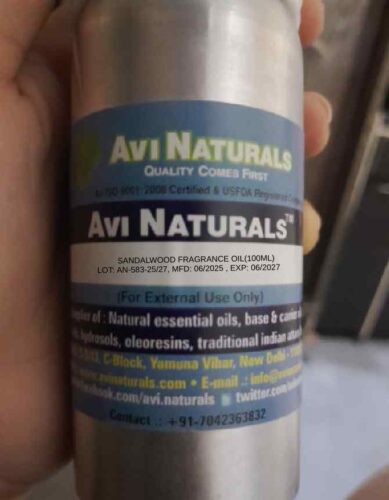 AVI NATURALS
QUALITY COMES FIRST
ISO 9001:2008 Certified & USFDA Registered
AVI NATURALS™
SANDALWOOD FRAGRANCE OIL(100ML)
LOT: AN-583-25/27, MFD: 06/2025 , EXP: 06/2027
(For External Use Only)
of : Natural essential oils, base & carrier
hydrosols, oleoresins, traditional indian
C-Block, Yamuna Vihar, New Delhi -
.avinaturals.com • E-mail .: info@
facebook.com/avi.naturals twitter.com/
Contact .: +91-7042363832